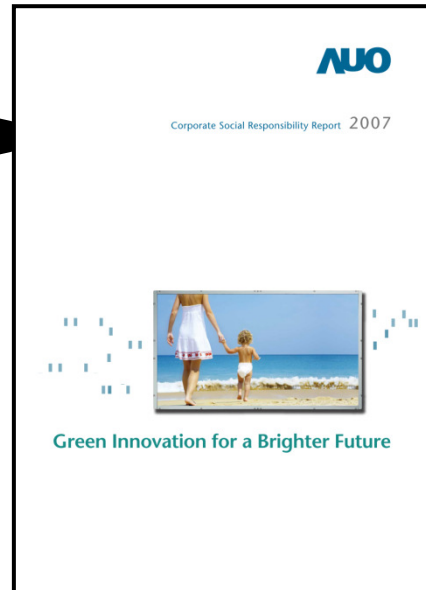 AUO
Corporate Social Responsibility Report 2007
Green Innovation for a Brighter Future